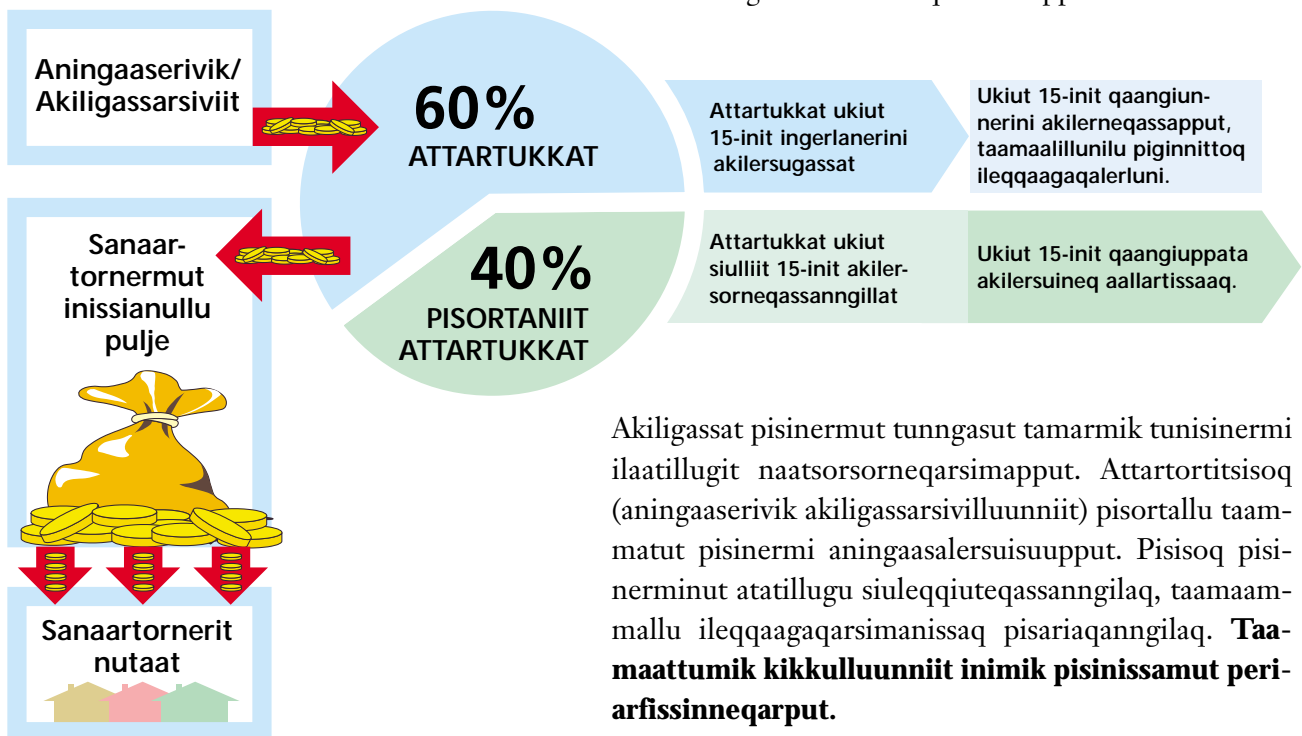 Aningaaserivik/
Akiligassarsiviit
60%
ATTARTUKKAT
Attartukkat ukiut
15-init ingerlanerini
akilersugassat
Ukiut 15-init qaangiun-
nerini akilerneqassapput,
taamaalillunilu piginnittoq
ileqqaagaqalerluni.
40%
PISORTANIIT
ATTARTUKKAT
Attartukkat ukiut
siulliit 15-init akiler-
sorneqassanngillat
Ukiut 15-init qaangiuppata
akilersuineq aallartissaaq.
Sanaar-
tornermut
inissianullu
pulje
Sanaartornerit
nutaat
Akiligassat pisinermut tunngasut tamarmik tunisinermi
ilaatillugit naatsorsorneqarsimapput. Attartortitsisoq
(aningaaserivik akiligassarsivilluunniit) pisortallu taam-
matut pisinermi aningaasalersuisuupput. Pisisoq pisi-
nerminut atatillugu siuleqqiuteqassanngilaq, taamaam-
mallu ileqqaagaqarsimanissaq pisariaqanngilaq. Taa-
maattumik kikkulluunniit inimik pisinissamut peri-
arfissinneqarput.